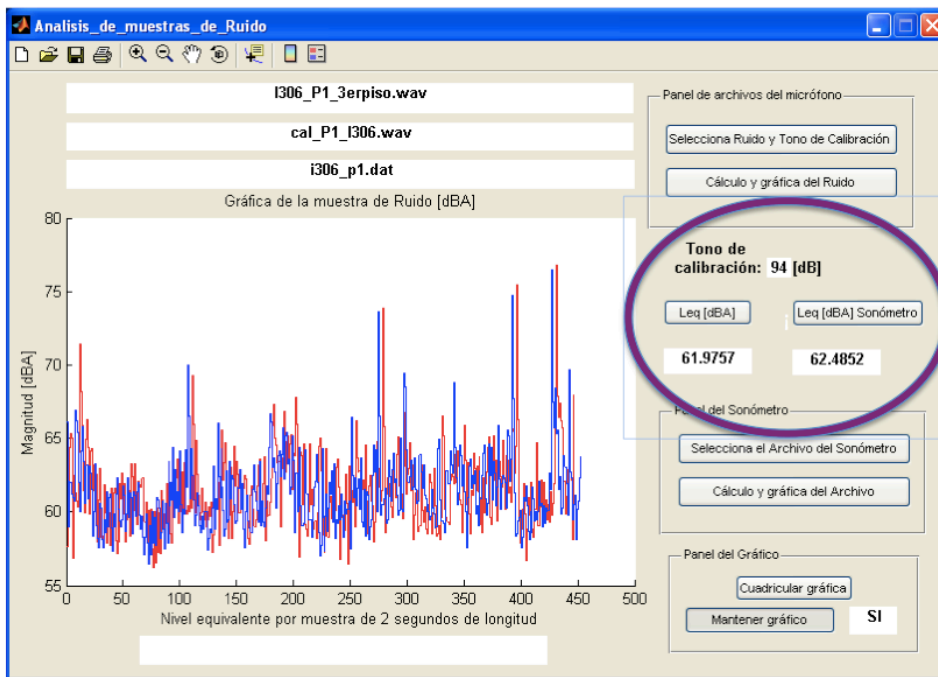 Analisis_de_muestras_de_Ruido
I306_P1_3erpiso.wav
cal_P1_I306.wav
i306_p1.dat
Gráfica de la muestra de Ruido [dBA]
80
75
70
65
60
55
Magnitud [dBA]
0 50 100 150 200 250 300 350 400 450 500
Nivel equivalente por muestra de 2 segundos de longitud
Panel de archivos del micrófono
Selecciona Ruido y Tono de Calibración
Cálculo y gráfica del Ruido
Tono de
calibración: 94 [dB]
Leq [dBA] Leq [dBA] Sonómetro
61.9757 62.4852
Panel del Sonómetro
Selecciona el Archivo del Sonómetro
Cálculo y gráfica del Archivo
Panel del Gráfico
Cuadricular gráfica
Mantener gráfico SI